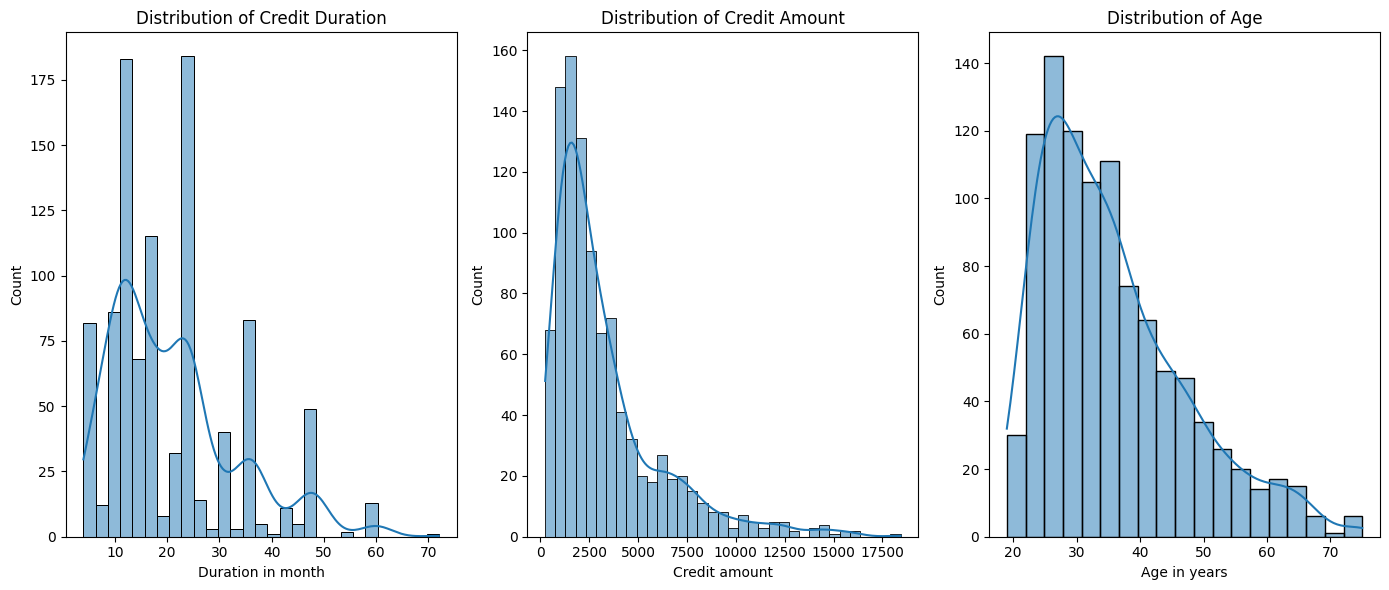 Distribution of Credit Duration
175
150
125
100
75
50
25
0
Count
10 20 30 40 50 60 70
Duration in month
Distribution of Credit Amount
160
140
120
100
80
60
40
20
0
Count
0 2500 5000 7500 10000 12500 15000 17500
Credit amount
Distribution of Age
140
120
100
80
60
40
20
0
Count
20 30 40 50 60 70
Age in years